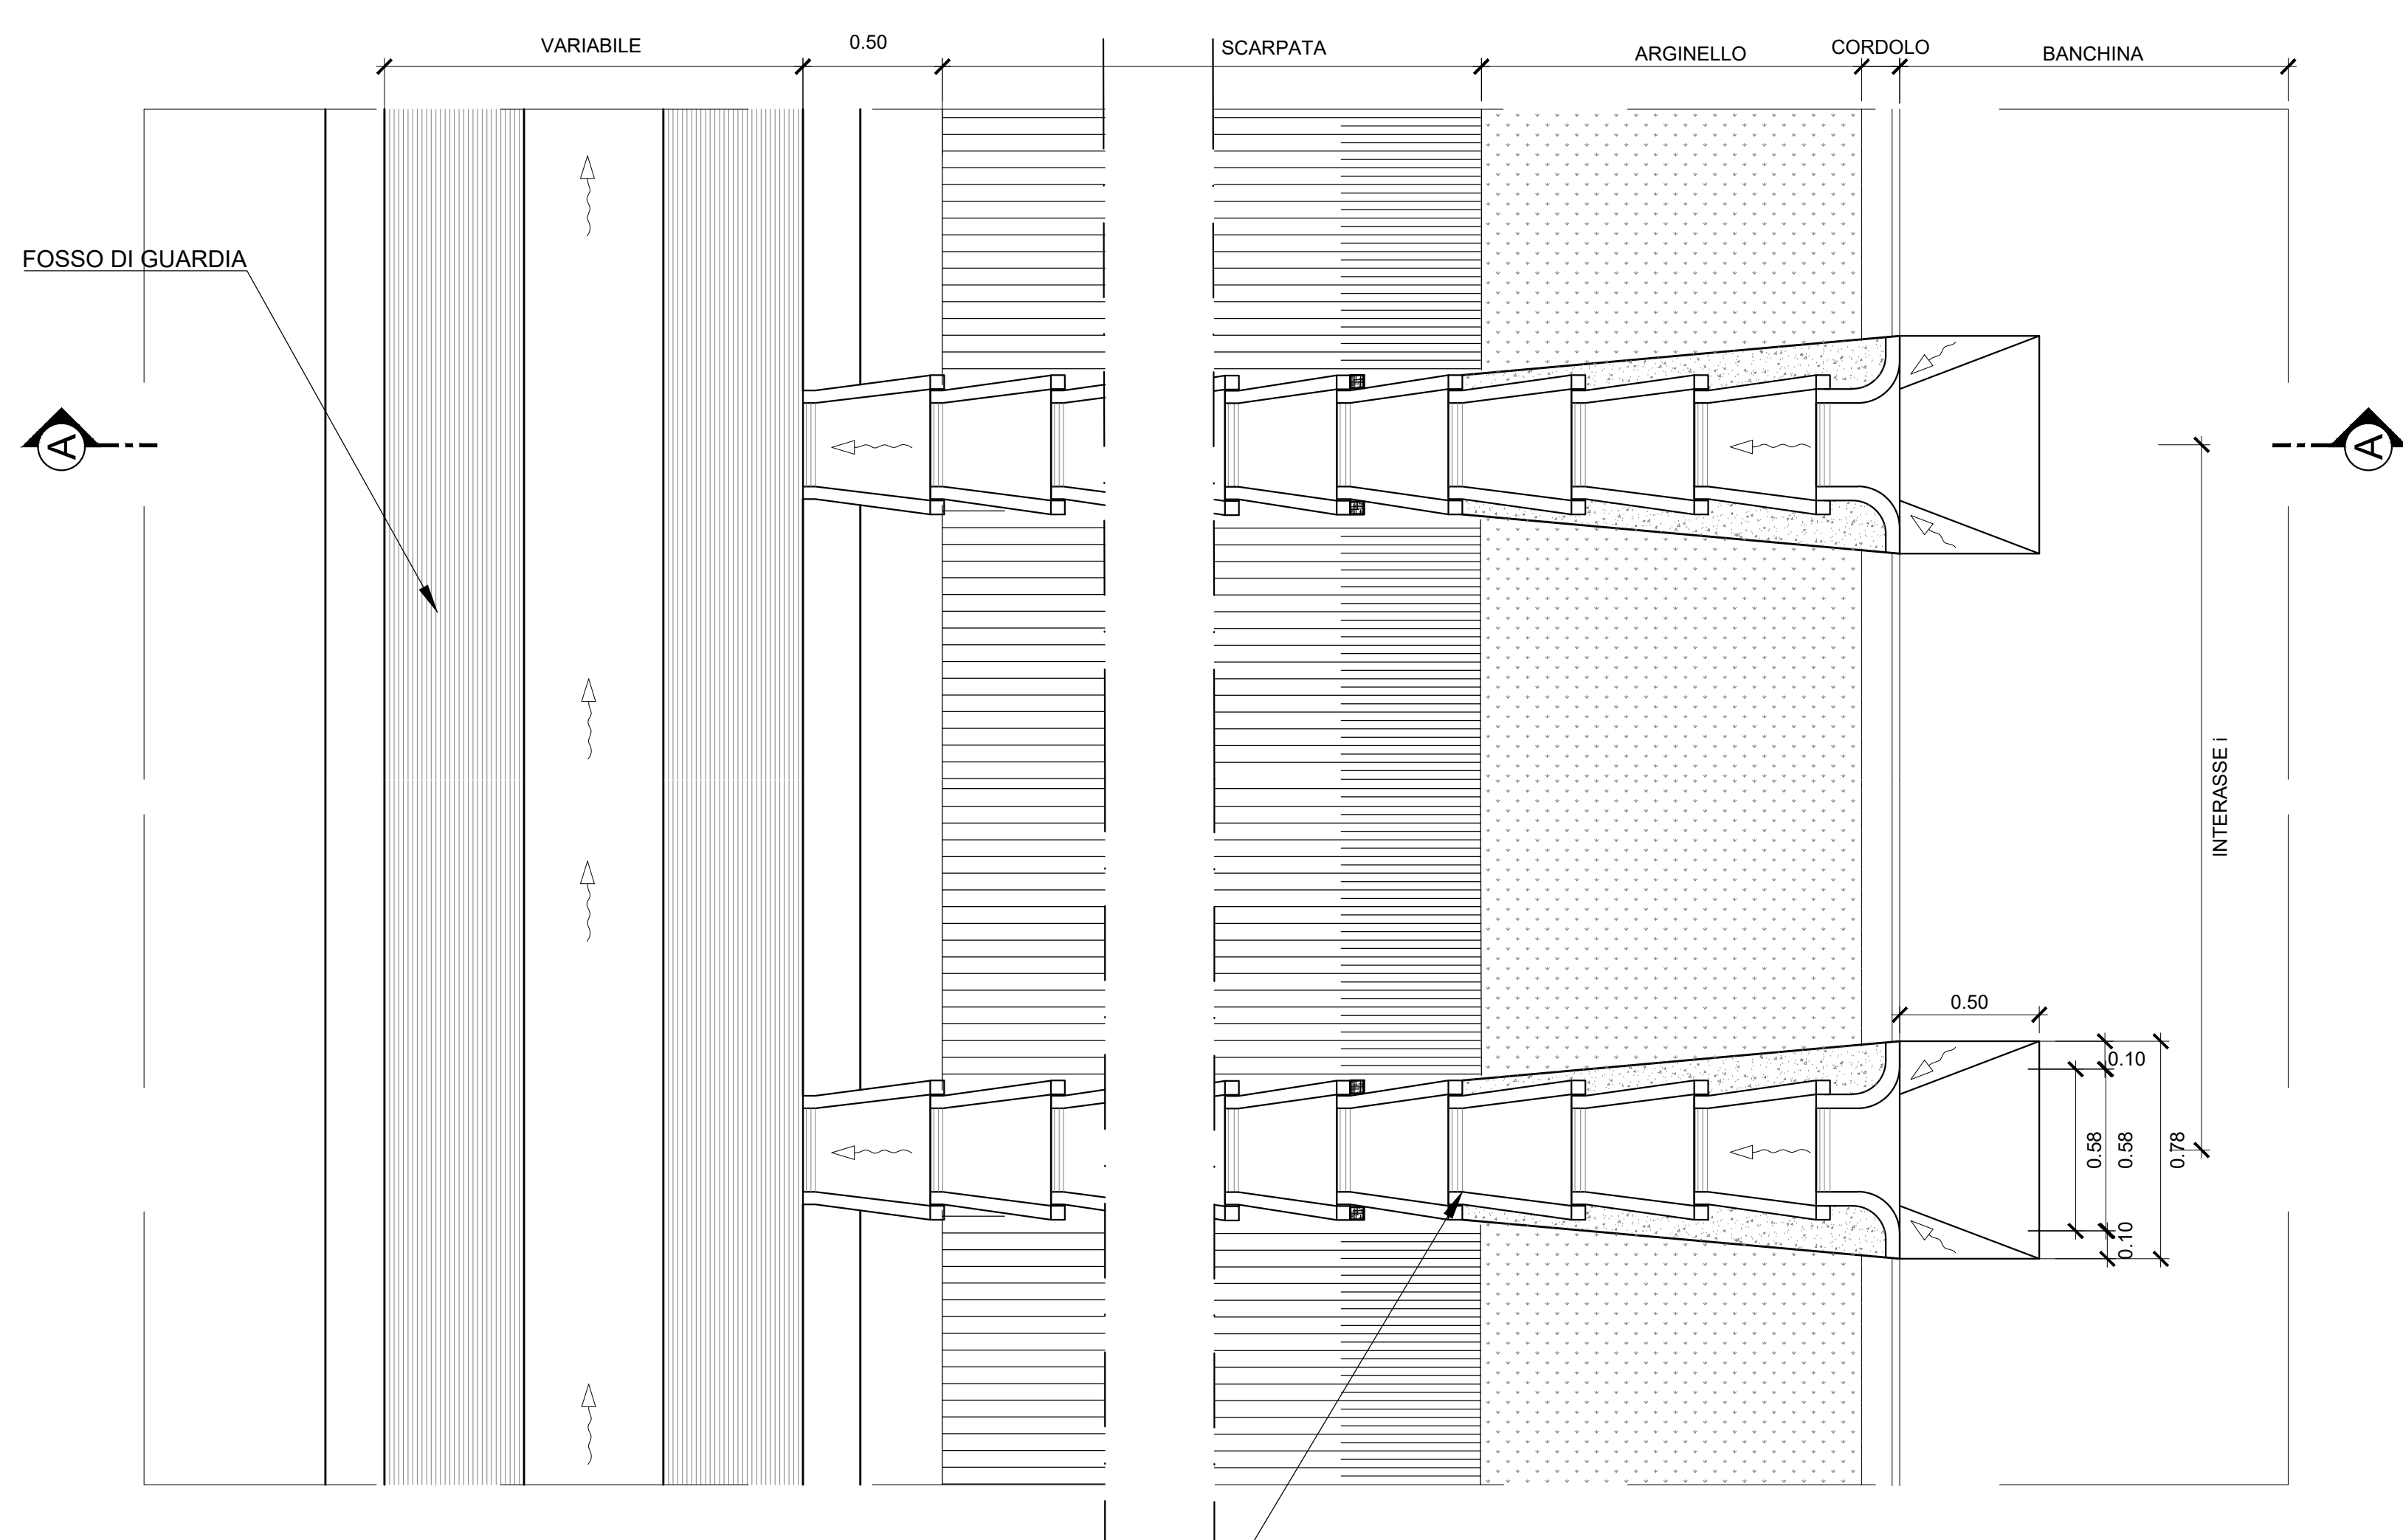 VARIABILE
0.50
SCARPATA
ARGINELLO
CORDOLO
BANCHINA
FOSSO DI GUARDIA
A
A
INTERASSE i
0.50
0.10
0.58
0.58
0.78
0.10